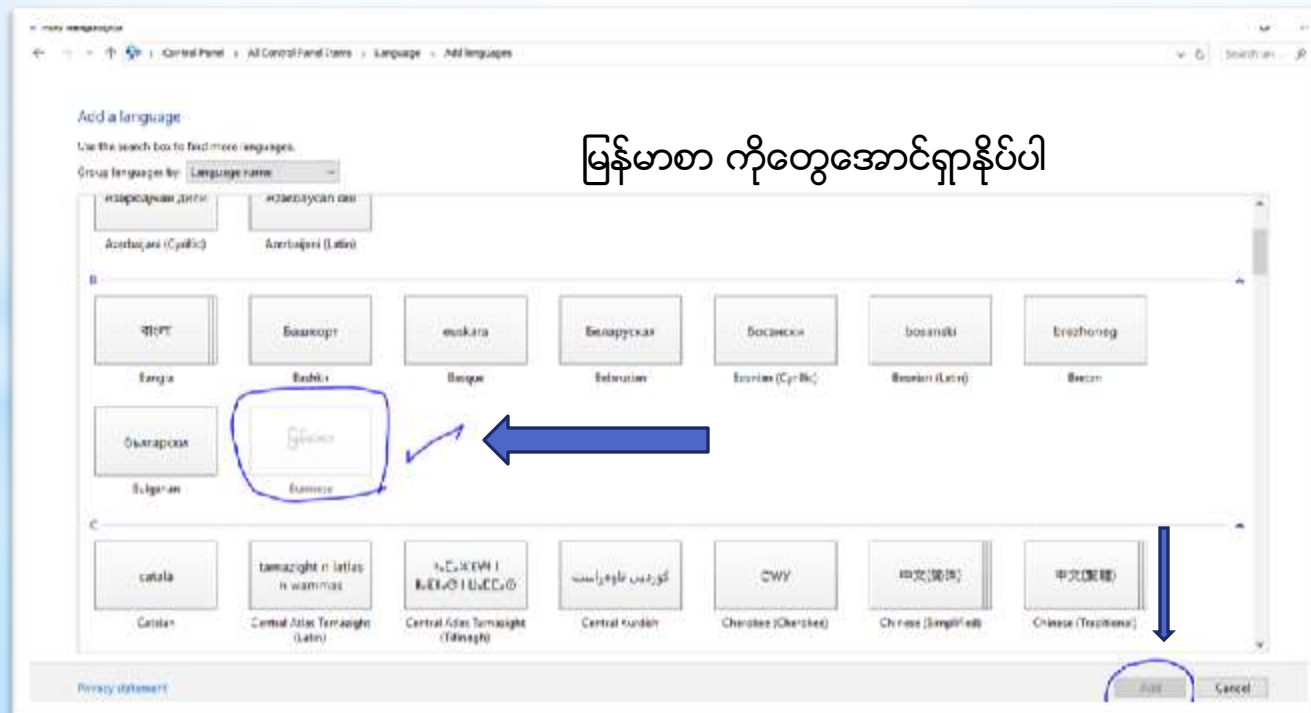 Control Panel › All Control Panel Items › Language › Add languages
Add a language
Use the search box to find more languages.
Group languages by: Language name
မြန်မာစာ ကိုတွေအောင်ရှာနိုပ်ပါ
Azerbaijani (Cyrillic) Azerbaijani (Latin)
B
বাংলা Башҡорт euskara Беларуская босански bosanski brezhoneg
Bangla Bashkir Basque Belarusian Bosnian (Cyrillic) Bosnian (Latin) Breton
български
Bulgarian Burmese
C
català tamazight n latlas n wammas CWY 中文(简体) 中文(繁體)
Catalan Central Atlas Tamazight (Latin) Central Atlas Tamazight (Tifinagh) Central Kurdish Cherokee (Cherokee) Chinese (Simplified) Chinese (Traditional)
Privacy statement Add Cancel